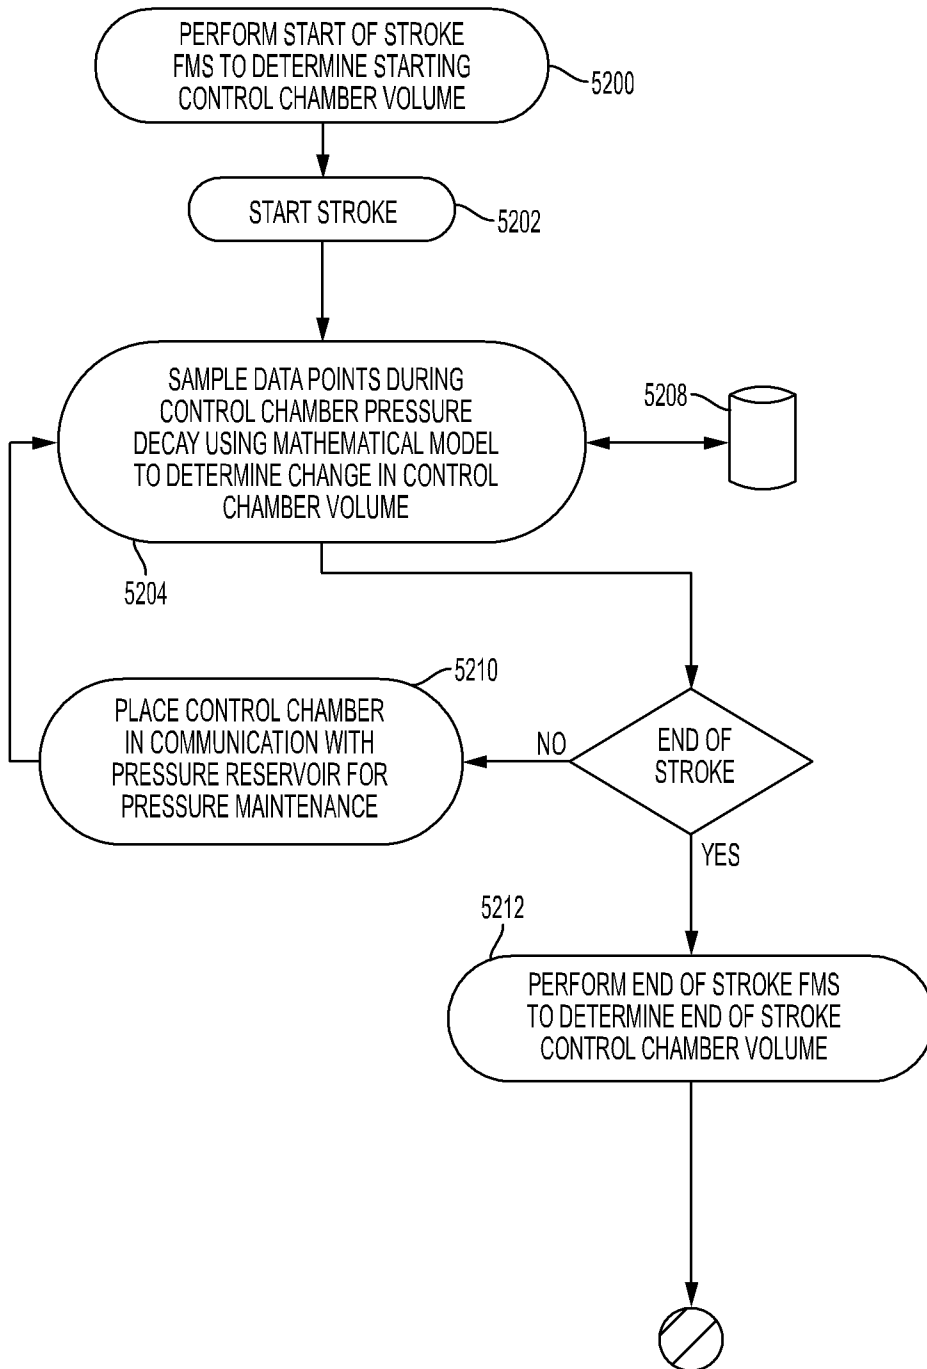 PERFORM START OF STROKE
FMS TO DETERMINE STARTING
CONTROL CHAMBER VOLUME
5200
START STROKE
5202
SAMPLE DATA POINTS DURING
CONTROL CHAMBER PRESSURE
DECAY USING MATHEMATICAL MODEL
TO DETERMINE CHANGE IN CONTROL
CHAMBER VOLUME
5208
5204
5210
PLACE CONTROL CHAMBER
IN COMMUNICATION WITH
PRESSURE RESERVOIR FOR
PRESSURE MAINTENANCE
NO
END OF
STROKE
YES
5212
PERFORM END OF STROKE FMS
TO DETERMINE END OF STROKE
CONTROL CHAMBER VOLUME